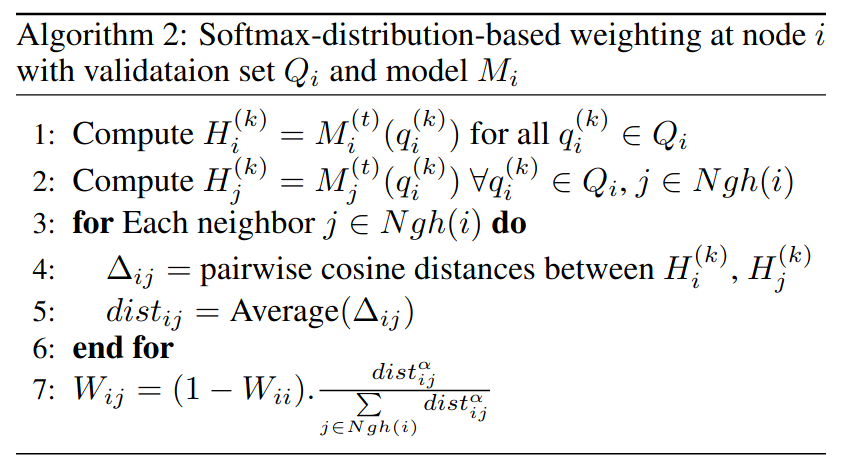 Algorithm 2: Softmax-distribution-based weighting at node $i$
with validataion set $Q_i$ and model $M_i$
1: Compute $H_i^{(k)} = M_i^{(t)}(q_i^{(k)})$ for all $q_i^{(k)} \in Q_i$
2: Compute $H_j^{(k)} = M_j^{(t)}(q_i^{(k)})$ $\forall q_i^{(k)} \in Q_i, j \in Ngh(i)$
3: for Each neighbor $j \in Ngh(i)$ do
4: $\Delta_{ij}$ = pairwise cosine distances between $H_i^{(k)}$, $H_j^{(k)}$
5: $dist_{ij}$ = Average($\Delta_{ij}$)
6: end for
7: $W_{ij} = (1 - W_{ii}).\frac{dist_{ij}^{\alpha}}{\sum\limits_{j \in Ngh(i)} dist_{ij}^{\alpha}}$